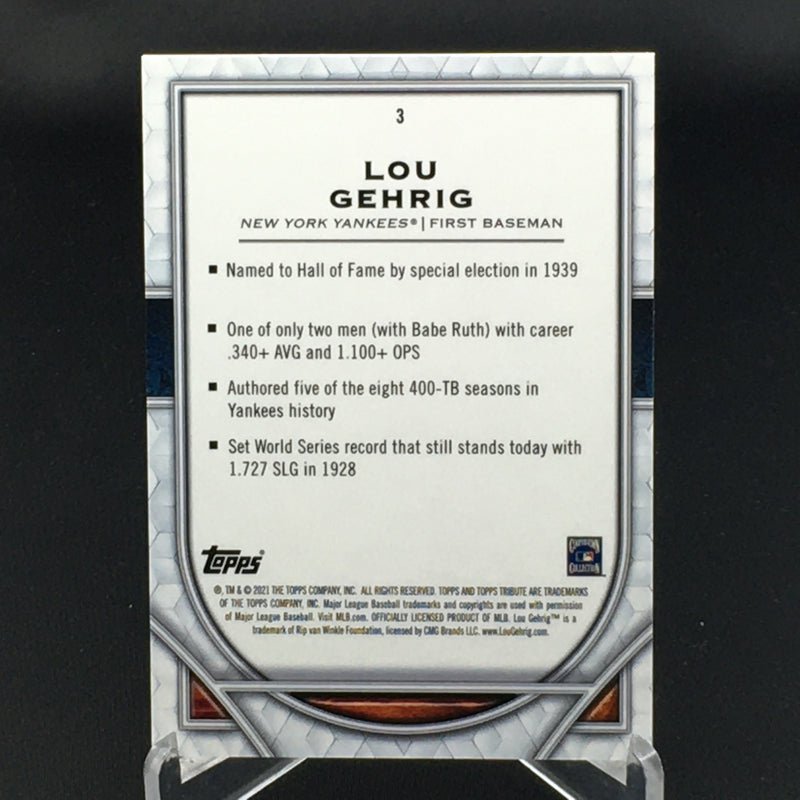 3
LOU
GEHRIG
NEW YORK YANKEES® | FIRST BASEMAN
■ Named to Hall of Fame by special election in 1939
■ One of only two men (with Babe Ruth) with career
.340+ AVG and 1.100+ OPS
■ Authored five of the eight 400-TB seasons in
Yankees history
■ Set World Series record that still stands today with
1.727 SLG in 1928
topps®
COOPERSTOWN
COLLECTION
®, TM & © 2021 THE TOPPS COMPANY, INC. ALL RIGHTS RESERVED. TOPPS AND TOPPS TRIBUTE ARE TRADEMARKS
OF THE TOPPS COMPANY, INC. Major League Baseball trademarks and copyrights are used with permission
of Major League Baseball. Visit MLB.com. OFFICIALLY LICENSED PRODUCT OF MLB. Lou Gehrig™ is a
trademark of Rip van Winkle Foundation, licensed by CMG Brands LLC. www.LouGehrig.com.